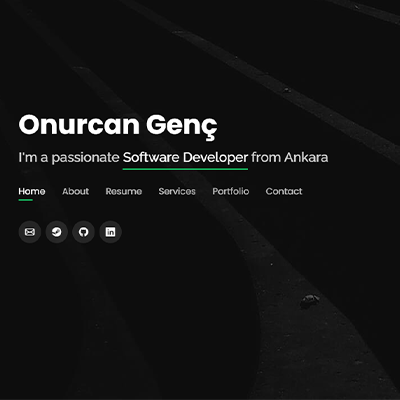 Onurcan Genç
I'm a passionate Software Developer from Ankara
Home About Resume Services Portfolio Contact